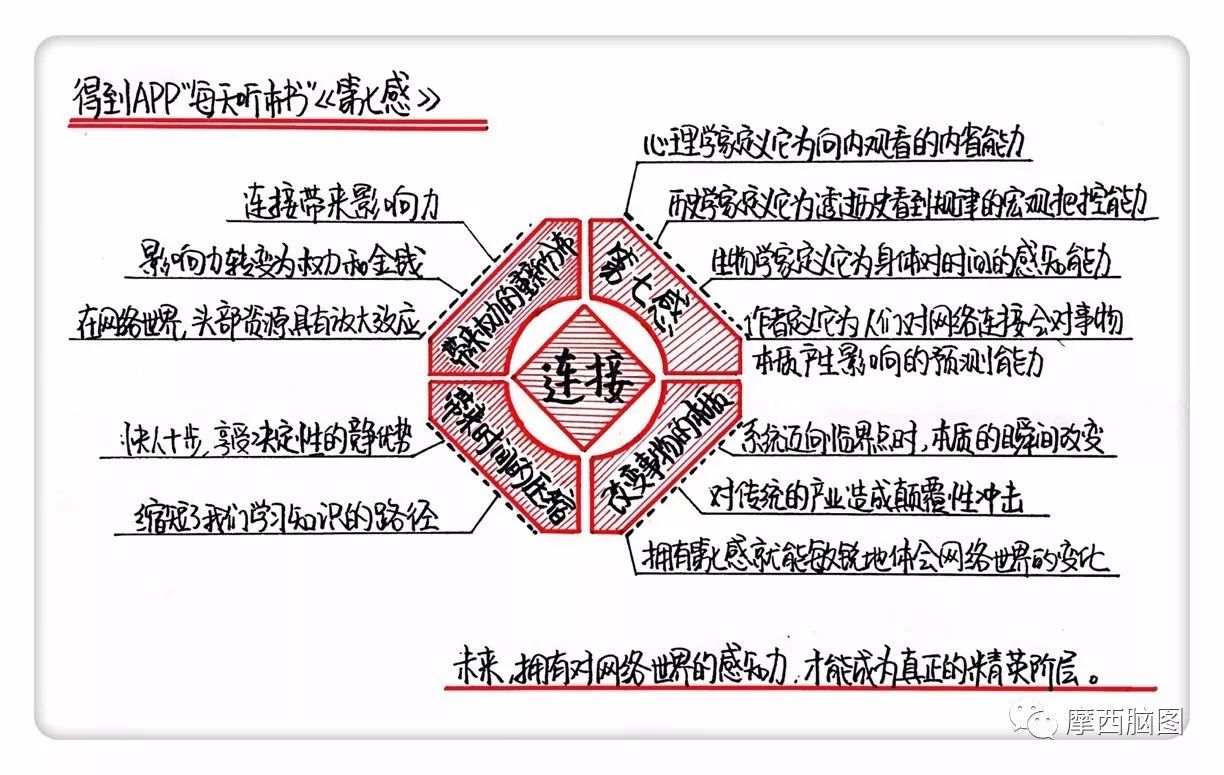 得到APP“每天听本书”《第七感》
连接
第七感
心理学家定义它为向内观看的内省能力
历史学家定义它为透过历史看到规律的宏观把控能力
生物学家定义它为身体对时间的感知能力
作者定义它为人们对网络连接会对事物
本质产生影响的预测能力
改变事物的本质
系统迈向临界点时，本质的瞬间改变
对传统的产业造成颠覆性冲击
拥有第七感就能敏锐地体会网络世界的变化
带来时间的压缩
快人十步，享受决定性的竞争优势
缩短了我们学习知识的路径
带来权力的重新分布
连接带来影响力
影响力转变为权力和金钱
在网络世界，头部资源具有放大效应
未来，拥有对网络世界的感知力，才能成为真正的精英阶层。
摩西脑图